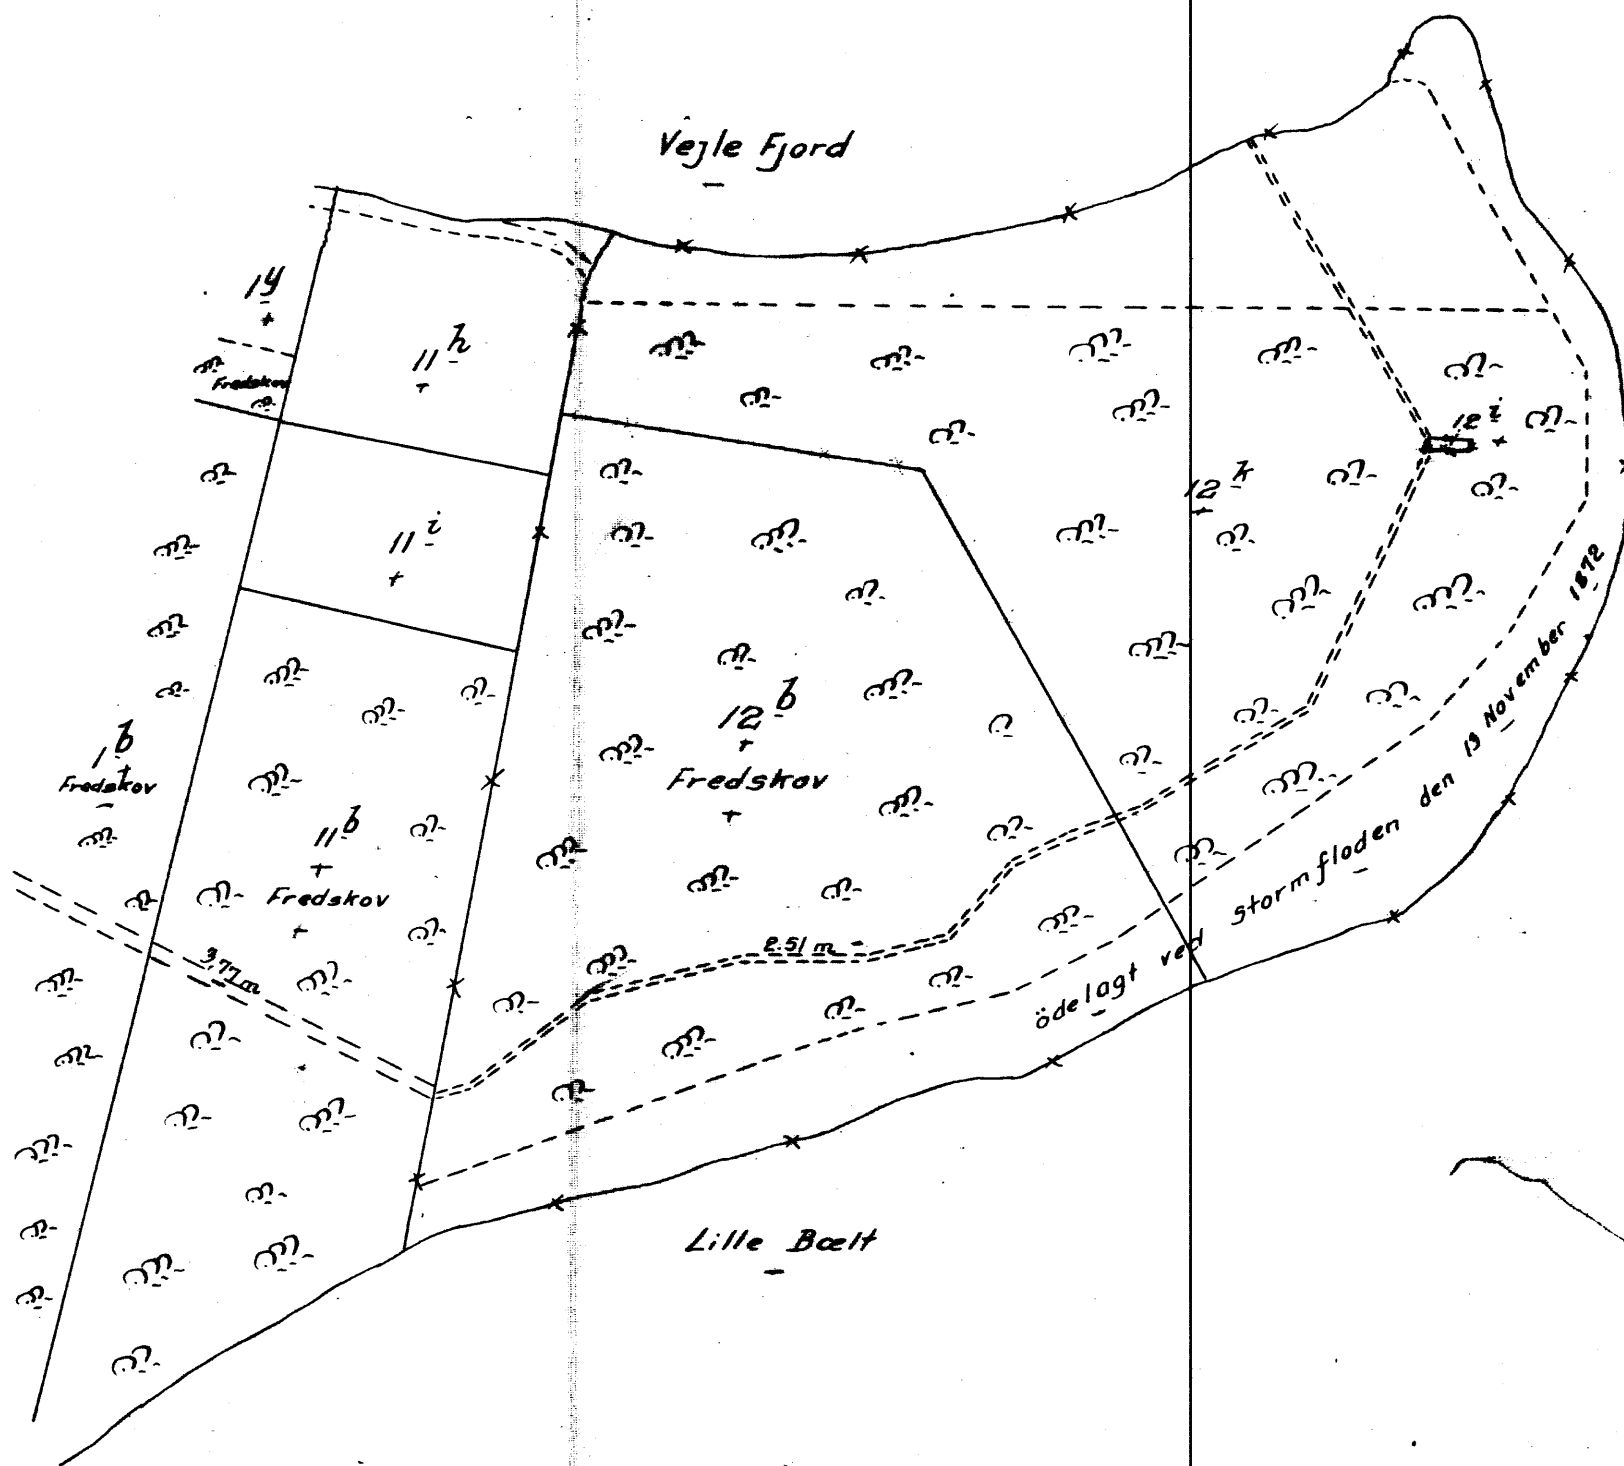 Vejle Fjord
1y
Fredskov
11h
11i
12i
12k
1b
Fredskov
11b
Fredskov
12b
Fredskov
3,77 m
2.51 m
ödelagt ved stormfloden den 13 November 1872
Lille Bælt